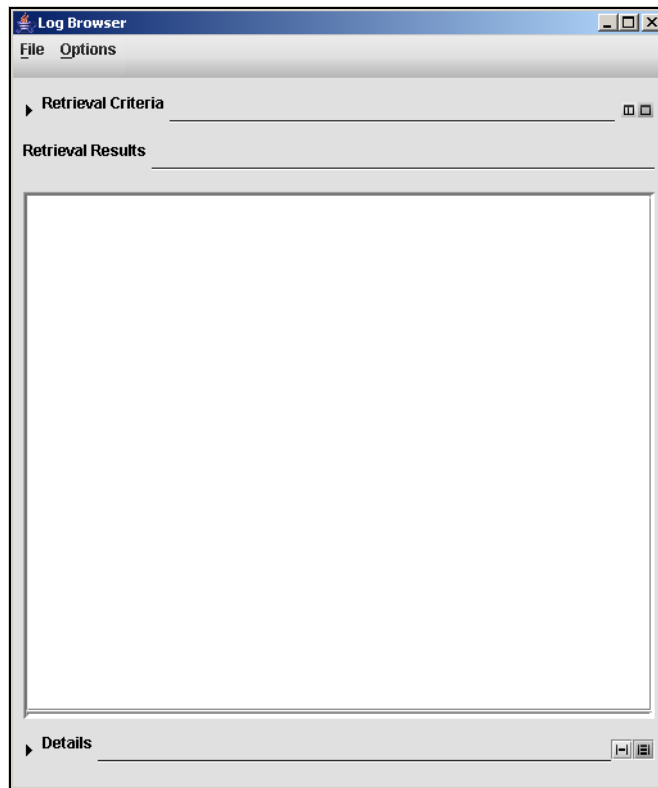 Log Browser
File Options
Retrieval Criteria
Retrieval Results
Details